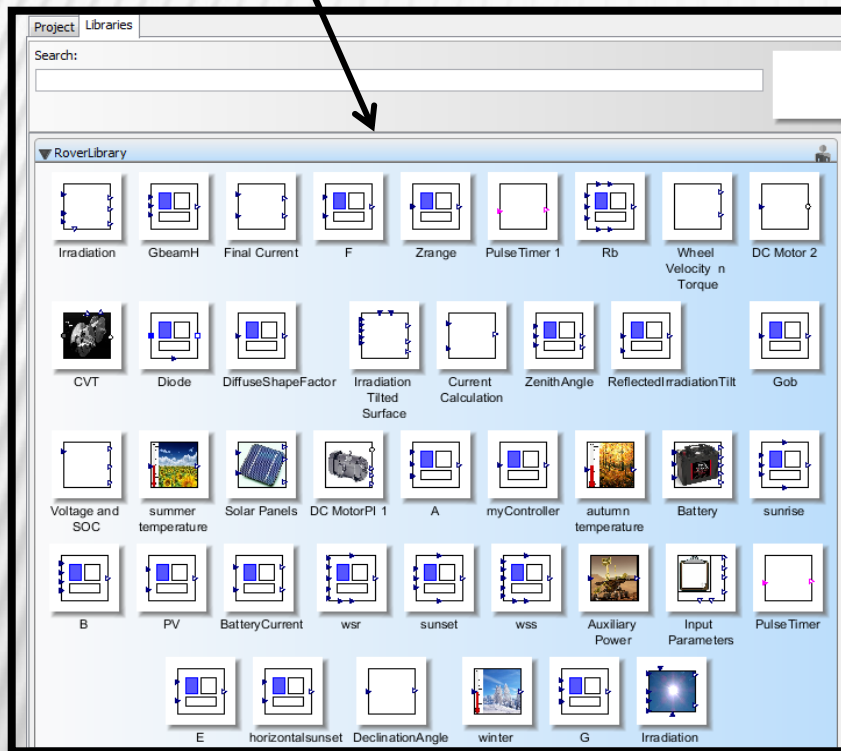 Project Libraries
Search:
RoverLibrary
Irradiation GbeamH Final Current F Zrange PulseTimer 1 Rb Wheel Velocity n Torque DC Motor 2
CVT Diode DiffuseShapeFactor Irradiation Tilted Surface Current Calculation ZenithAngle ReflectedIrradiationTilt Gob
Voltage and SOC summer temperature Solar Panels DC MotorPI 1 A myController autumn temperature Battery sunrise
B PV BatteryCurrent wsr sunset wss Auxiliary Power Input Parameters PulseTimer
E horizontalsunset DeclinationAngle winter G Irradiation